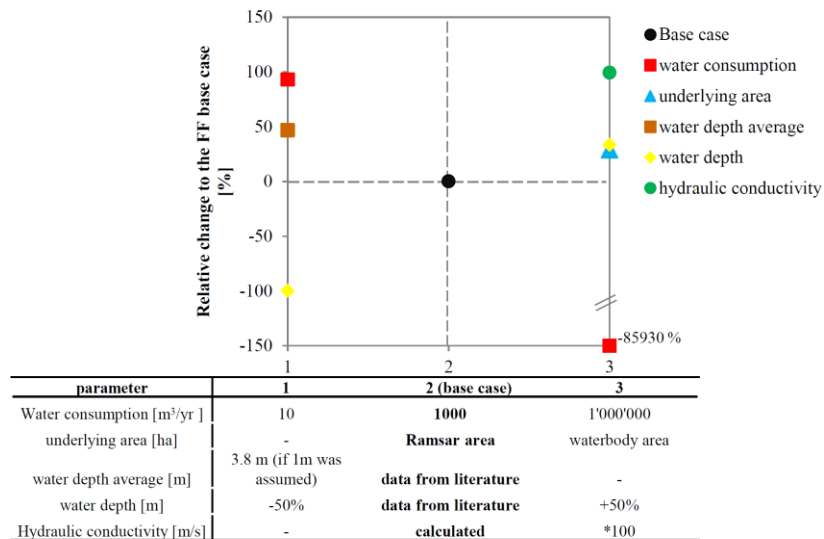 Relative change to the FF base case
[%]
150
100
50
0
-50
-100
-150
1
2
3
-85930 %
Base case
water consumption
underlying area
water depth average
water depth
hydraulic conductivity
parameter 1 2 (base case) 3
Water consumption [m³/yr ] 10 1000 1'000'000
underlying area [ha] - Ramsar area waterbody area
3.8 m (if 1m was
water depth average [m] assumed) data from literature -
water depth [m] -50% data from literature +50%
Hydraulic conductivity [m/s] - calculated *100